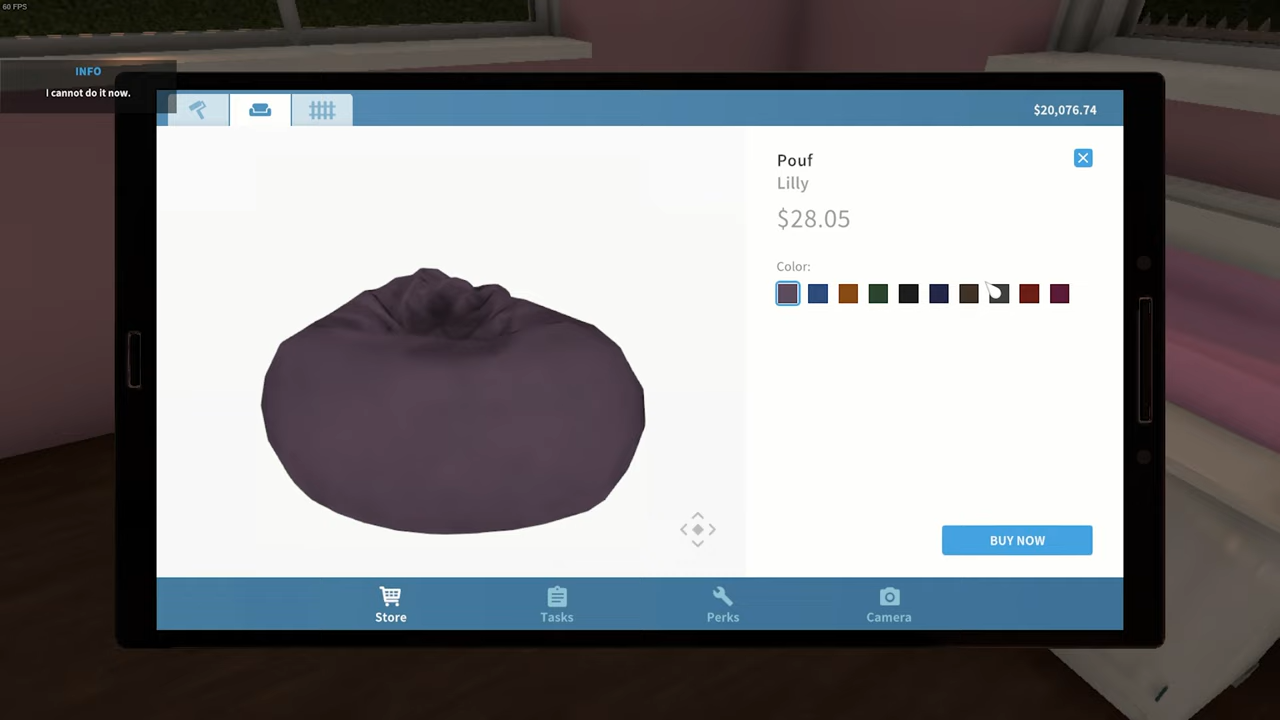 60 FPS
INFO
I cannot do it now.
$20,076.74
Pouf
Lilly
$28.05
Color:
BUY NOW
Store
Tasks
Perks
Camera